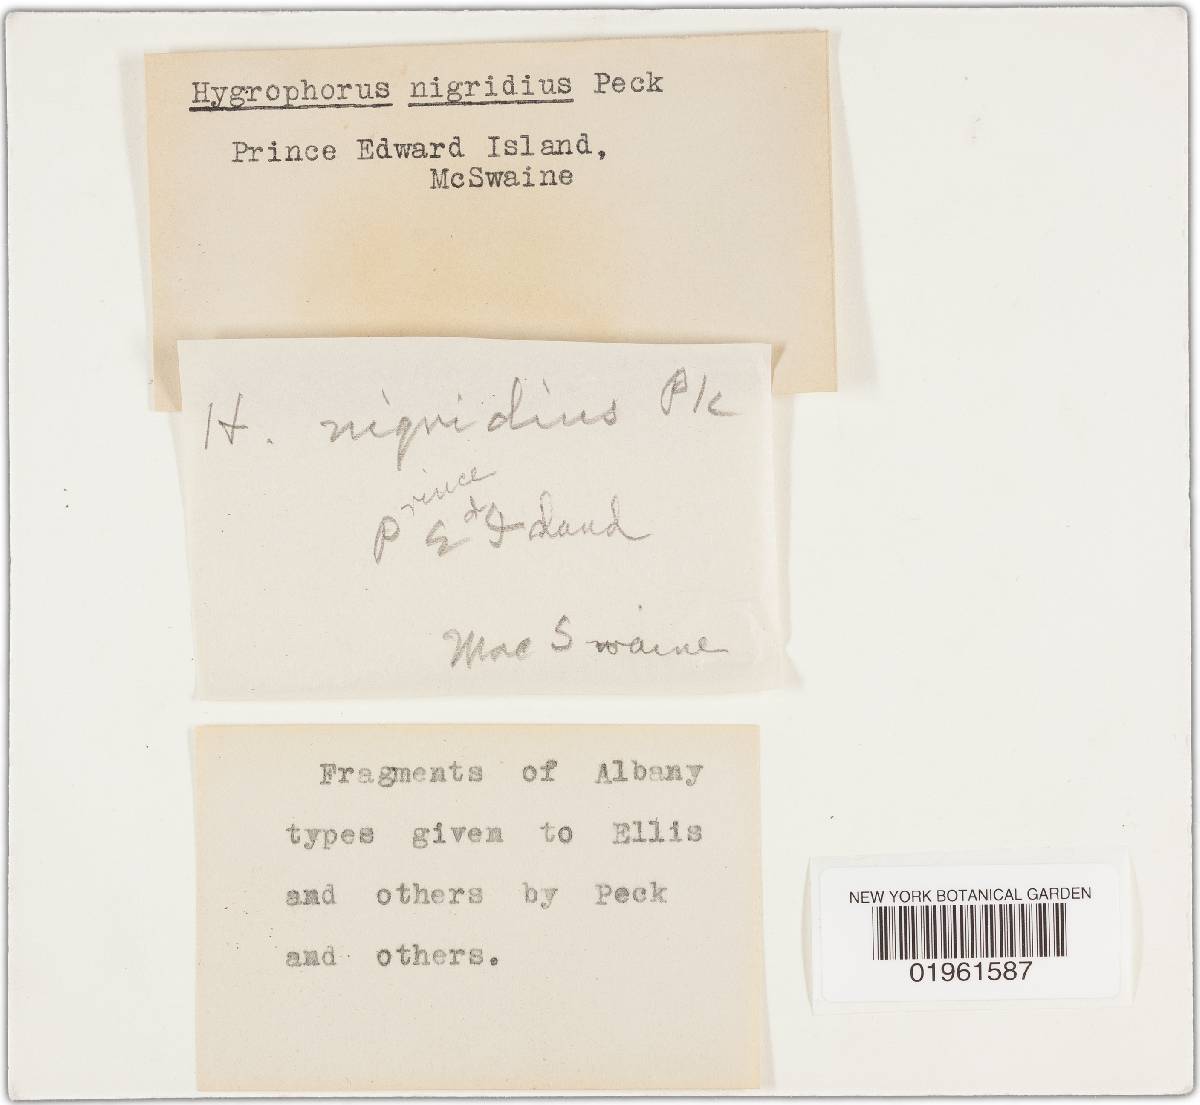 Hygrophorus nigridius Peck
Prince Edward Island,
McSwaine
H. nigridius Pk
Prince Ed Island
Mac Swaine
Fragments of Albany
types given to Ellis
and others by Peck
and others.
NEW YORK BOTANICAL GARDEN
01961587